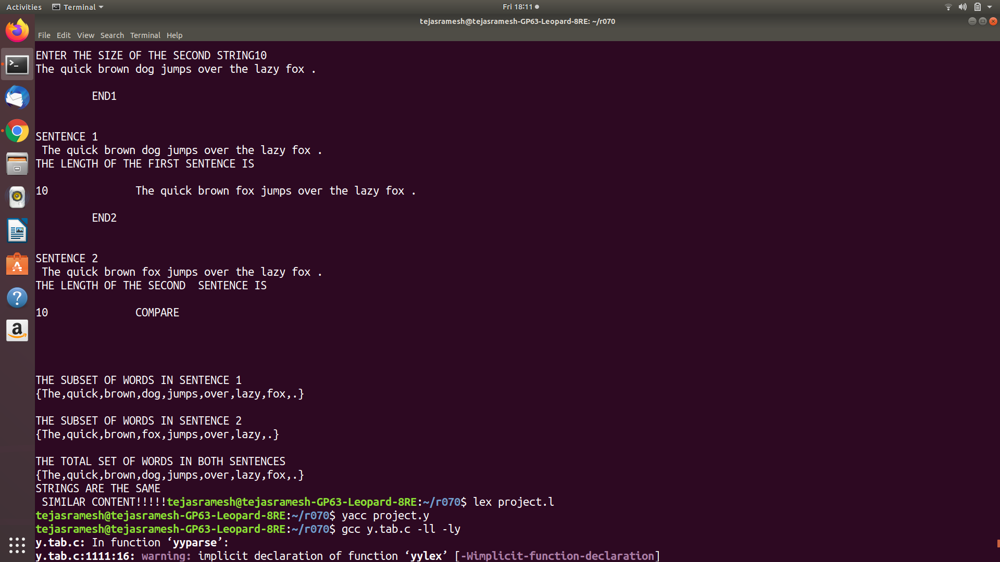 Activities Terminal Fri 18:11
tejasramesh@tejasramesh-GP63-Leopard-8RE: ~/r070
File Edit View Search Terminal Help
ENTER THE SIZE OF THE SECOND STRING10
The quick brown dog jumps over the lazy fox .
END1
SENTENCE 1
The quick brown dog jumps over the lazy fox .
THE LENGTH OF THE FIRST SENTENCE IS
10 The quick brown fox jumps over the lazy fox .
END2
SENTENCE 2
The quick brown fox jumps over the lazy fox .
THE LENGTH OF THE SECOND  SENTENCE IS
10 COMPARE
THE SUBSET OF WORDS IN SENTENCE 1
{The,quick,brown,dog,jumps,over,lazy,fox,.}
THE SUBSET OF WORDS IN SENTENCE 2
{The,quick,brown,fox,jumps,over,lazy,.}
THE TOTAL SET OF WORDS IN BOTH SENTENCES
{The,quick,brown,dog,jumps,over,lazy,fox,.}
STRINGS ARE THE SAME
SIMILAR CONTENT!!!!!tejasramesh@tejasramesh-GP63-Leopard-8RE:~/r070$ lex project.l
tejasramesh@tejasramesh-GP63-Leopard-8RE:~/r070$ yacc project.y
tejasramesh@tejasramesh-GP63-Leopard-8RE:~/r070$ gcc y.tab.c -ll -ly
y.tab.c: In function ‘yyparse’:
y.tab.c:1111:16: warning: implicit declaration of function ‘yylex’ [-Wimplicit-function-declaration]